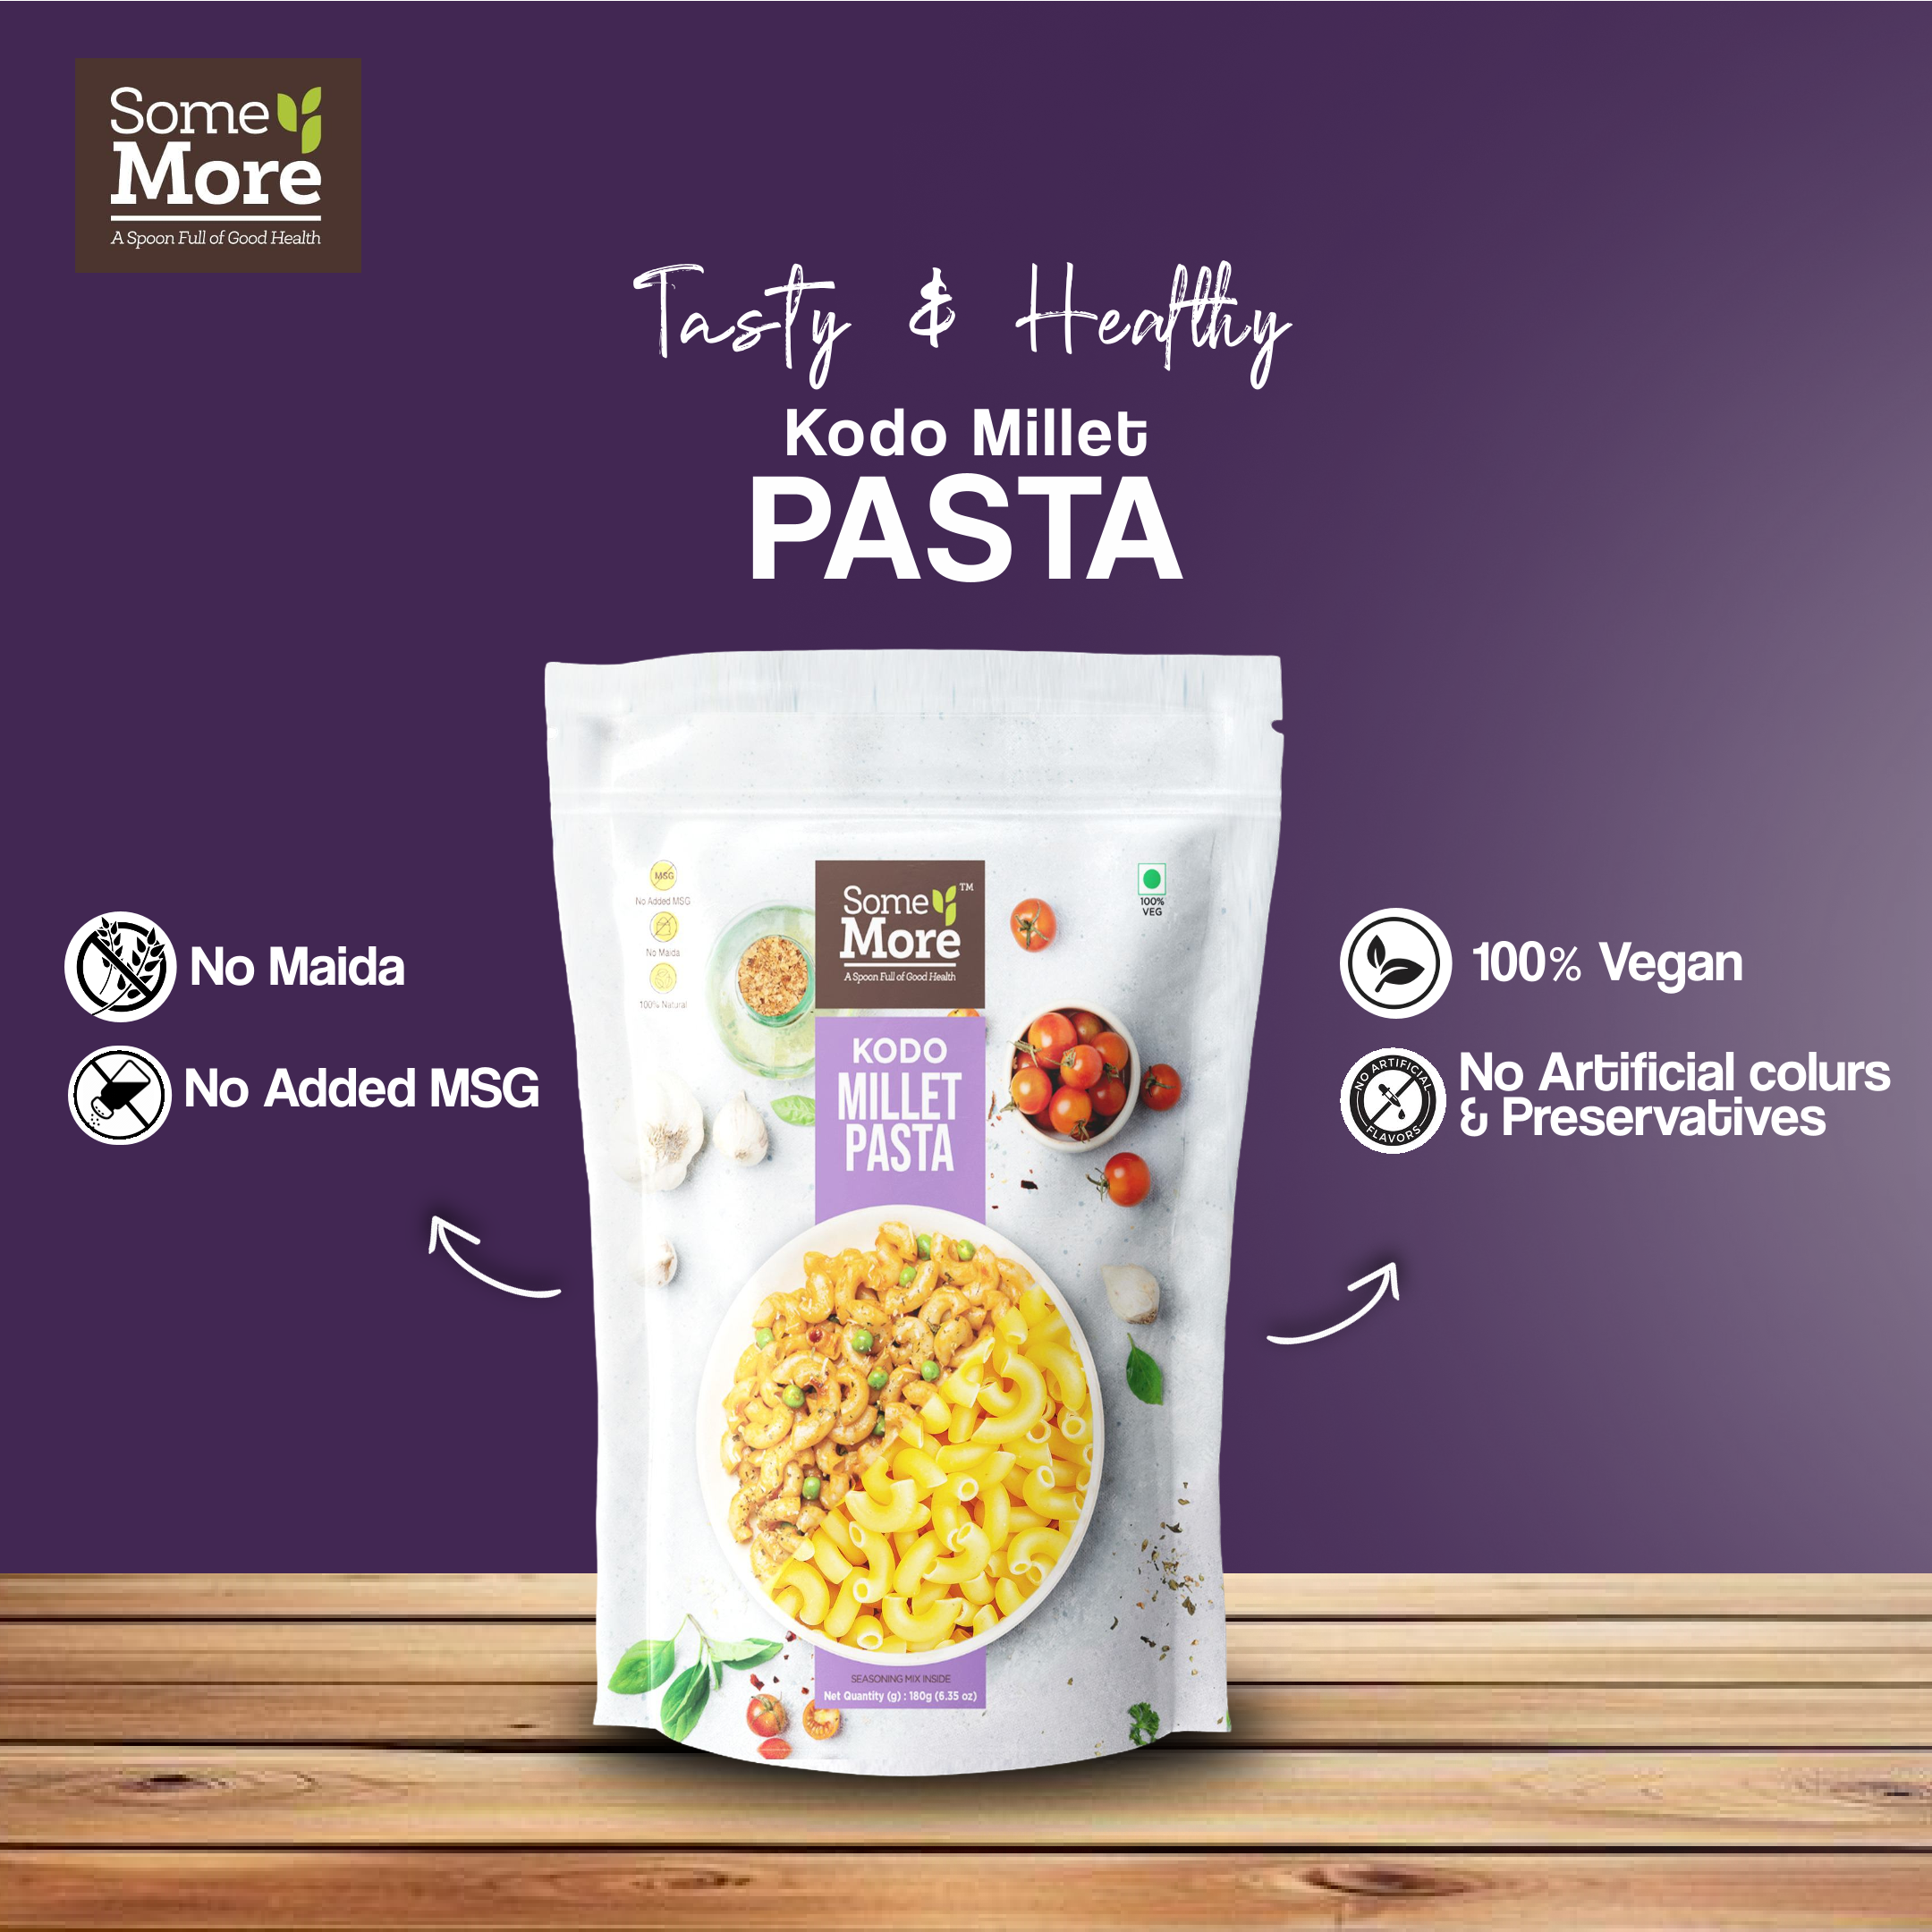 Some
More
A Spoon Full of Good Health
Tasty & Healthy
Kodo Millet
PASTA
No Maida
No Added MSG
100% Vegan
No Artificial colurs
& Preservatives
NO ARTIFICIAL
FLAVORS
MSG
No Added MSG
No Maida
100% Natural
Some TM
More
A Spoon Full of Good Health
100%
VEG
KODO
MILLET
PASTA
SEASONING MIX INSIDE
Net Quantity (g) : 180g (6.35 oz)